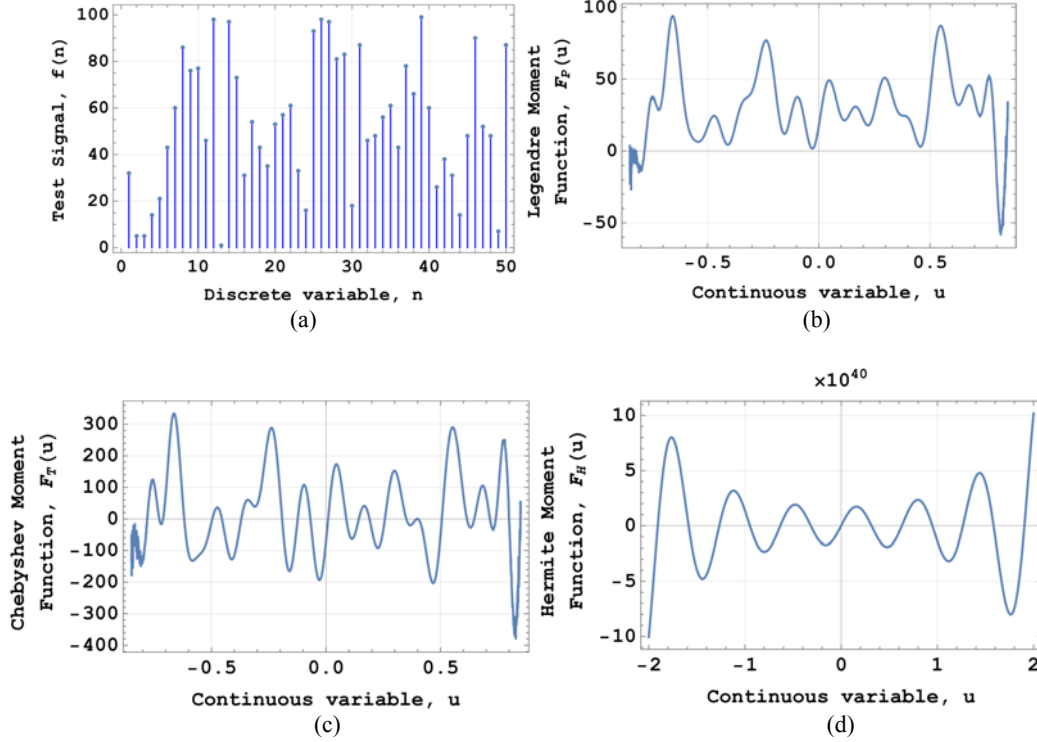 Test Signal, f(n)
100
80
60
40
20
0
0 10 20 30 40 50
Discrete variable, n
(a)
Legendre Moment
Function, F_P(u)
100
50
0
-50
-0.5 0.0 0.5
Continuous variable, u
(b)
Chebyshev Moment
Function, F_T(u)
300
200
100
0
-100
-200
-300
-400
-0.5 0.0 0.5
Continuous variable, u
(c)
×10^40
Hermite Moment
Function, F_H(u)
10
5
0
-5
-10
-2 -1 0 1 2
Continuous variable, u
(d)